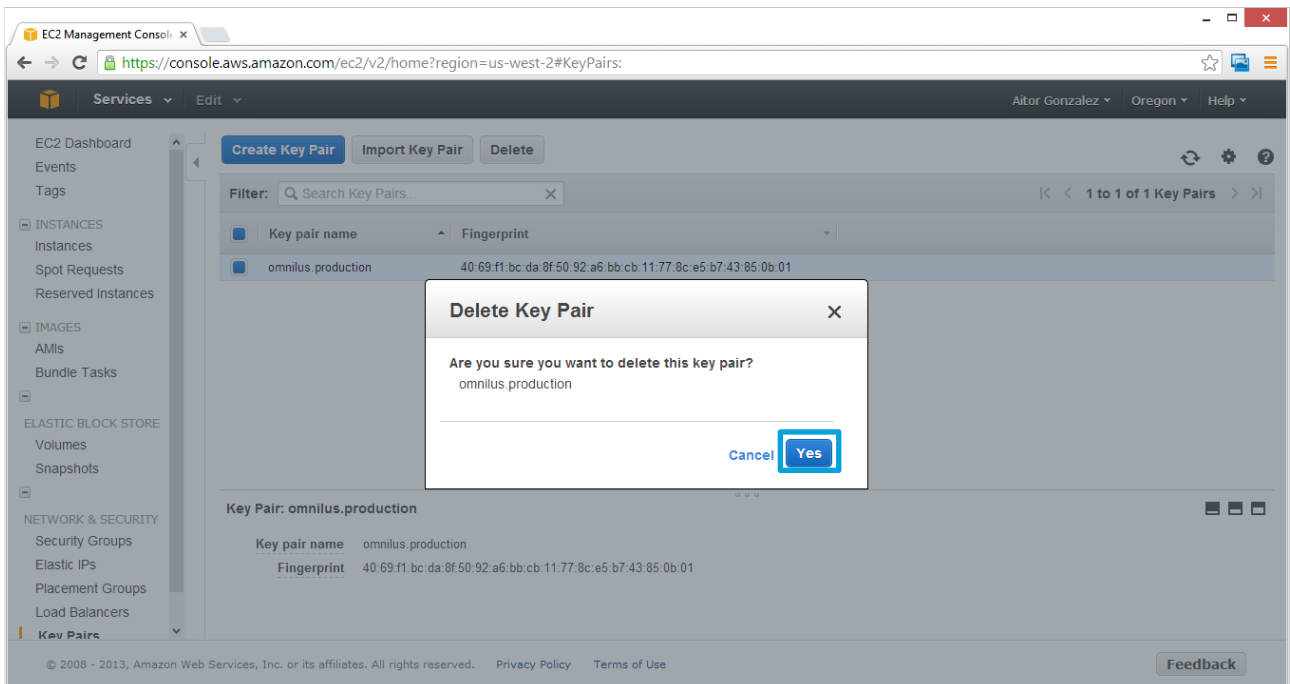 EC2 Management Consol
https://console.aws.amazon.com/ec2/v2/home?region=us-west-2#KeyPairs:
Services Edit Aitor Gonzalez Oregon Help
EC2 Dashboard
Events
Tags
INSTANCES
Instances
Spot Requests
Reserved Instances
IMAGES
AMIs
Bundle Tasks
ELASTIC BLOCK STORE
Volumes
Snapshots
NETWORK & SECURITY
Security Groups
Elastic IPs
Placement Groups
Load Balancers
Key Pairs
Create Key Pair Import Key Pair Delete
Filter: Search Key Pairs... 1 to 1 of 1 Key Pairs
Key pair name Fingerprint
omnilus.production 40:69:f1:bc:da:8f:50:92:a6:bb:cb:11:77:8c:e5:b7:43:85:0b:01
Delete Key Pair
Are you sure you want to delete this key pair?
omnilus.production
Cancel Yes
Key Pair: omnilus.production
Key pair name omnilus.production
Fingerprint 40:69:f1:bc:da:8f:50:92:a6:bb:cb:11:77:8c:e5:b7:43:85:0b:01
© 2008 - 2013, Amazon Web Services, Inc. or its affiliates. All rights reserved. Privacy Policy Terms of Use Feedback